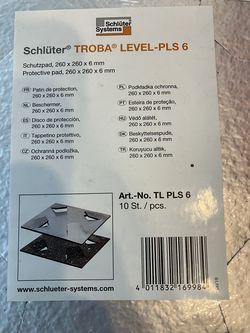 Schlüter
Systems
Schlüter® TROBA® LEVEL-PLS 6
Schutzpad, 260 x 260 x 6 mm
Protective pad, 260 x 260 x 6 mm
FR Patin de protection,
260 x 260 x 6 mm
NL Beschermer,
260 x 260 x 6 mm
ES Disco de protección
260 x 260 x 6 mm
IT Tappetino protettivo,
260 x 260 x 6 mm
CZ Ochranná podložka,
260 x 260 x 6 mm
PL Podkładka ochronna,
260 x 260 x 6 mm
PT Esteira de proteção,
260 x 260 x 6 mm
HU Védő alátét,
260 x 260 x 6 mm
DK Beskyttelsespude,
260 x 260 x 6 mm
TR Koruyucu altlık,
260 x 260 x 6 mm
Art.-No. TL PLS 6
10 St. / pcs.
www.schlueter-systems.com
4 011832 169984